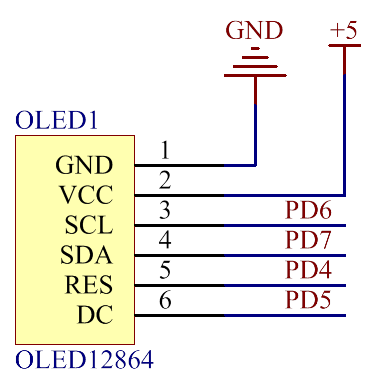 GND +5
OLED1
GND 1
VCC 2
SCL 3 PD6
SDA 4 PD7
RES 5 PD4
DC 6 PD5
OLED12864